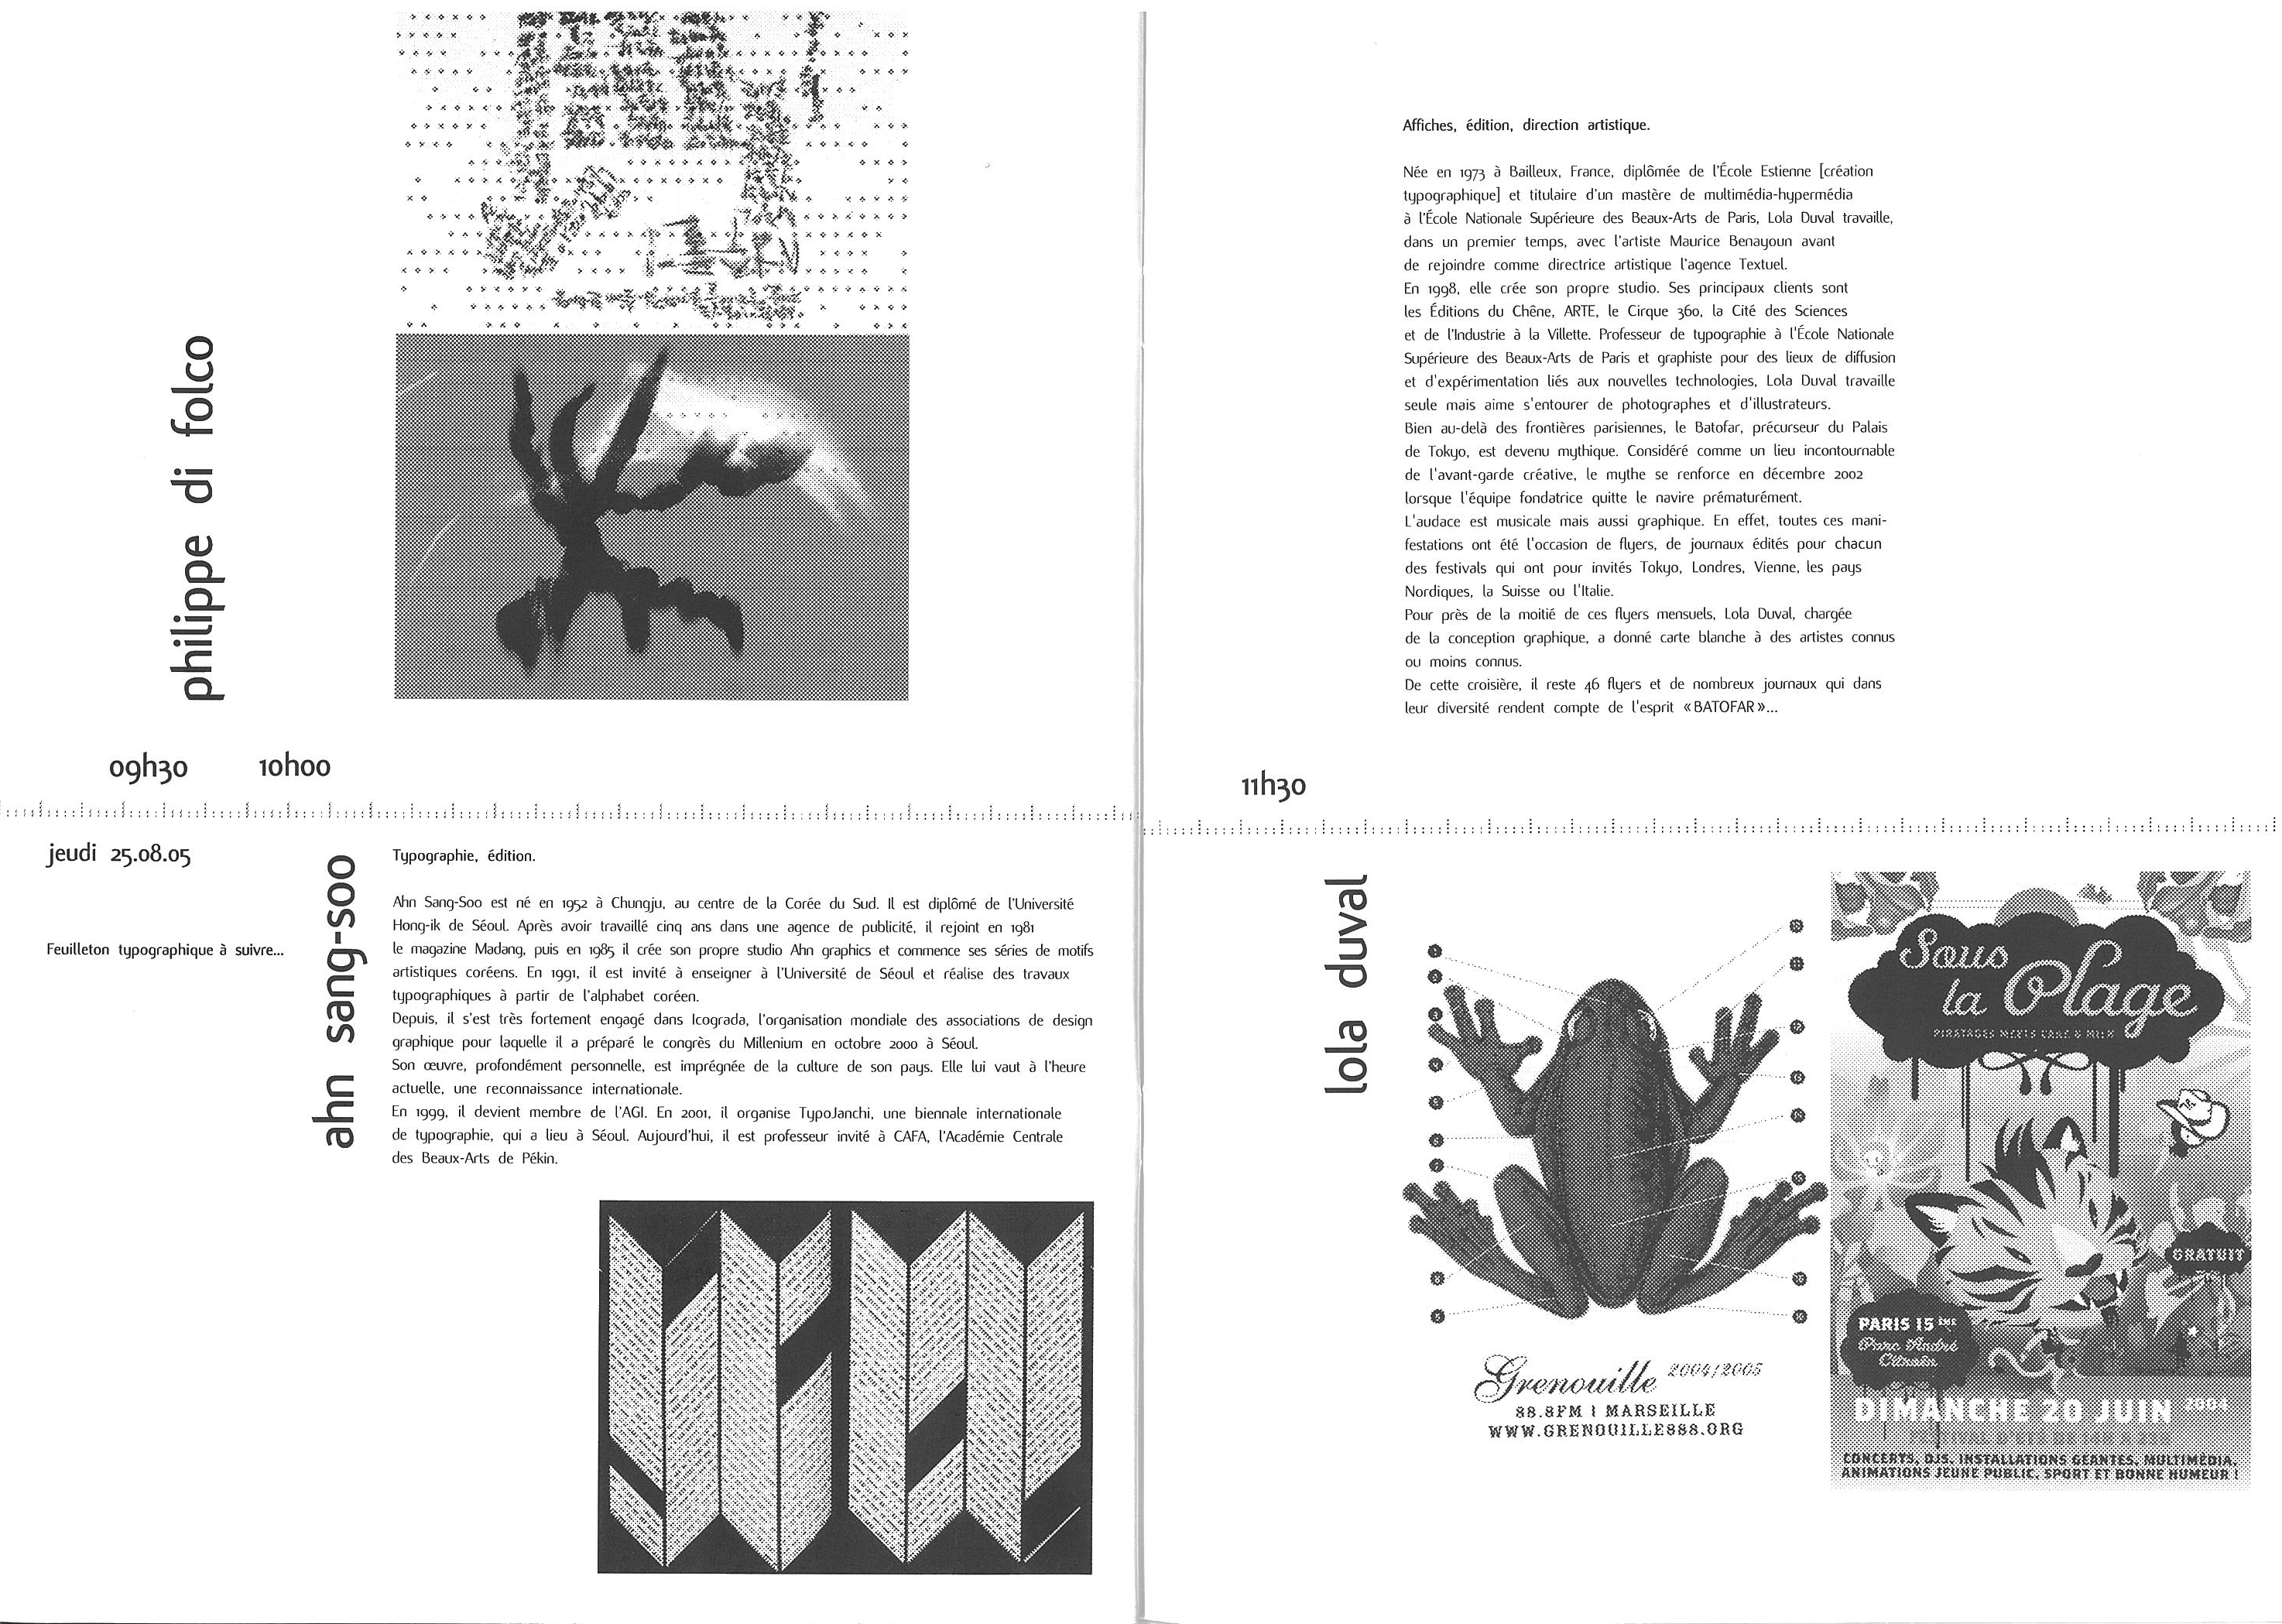 philippe di folco
09h30 10h00
jeudi 25.08.05
Feuilleton typographique à suivre...
ahn sang-soo
Typographie, édition.
Ahn Sang-Soo est né en 1952 à Chungju, au centre de la Corée du Sud. Il est diplômé de l'Université
Hong-ik de Séoul. Après avoir travaillé cinq ans dans une agence de publicité, il rejoint en 1981
le magazine Madang, puis en 1985 il crée son propre studio Ahn graphics et commence ses séries de motifs
artistiques coréens. En 1991, il est invité à enseigner à l'Université de Séoul et réalise des travaux
typographiques à partir de l'alphabet coréen.
Depuis, il s'est très fortement engagé dans Icograda, l'organisation mondiale des associations de design
graphique pour laquelle il a préparé le congrès du Millenium en octobre 2000 à Séoul.
Son œuvre, profondément personnelle, est imprégnée de la culture de son pays. Elle lui vaut à l'heure
actuelle, une reconnaissance internationale.
En 1999, il devient membre de l'AGI. En 2001, il organise TypoJanchi, une biennale internationale
de typographie, qui a lieu à Séoul. Aujourd'hui, il est professeur invité à CAFA, l'Académie Centrale
des Beaux-Arts de Pékin.
Affiches, édition, direction artistique.
Née en 1973 à Bailleux, France, diplômée de l'École Estienne [création
typographique] et titulaire d'un mastère de multimédia-hypermédia
à l'École Nationale Supérieure des Beaux-Arts de Paris, Lola Duval travaille,
dans un premier temps, avec l'artiste Maurice Benayoun avant
de rejoindre comme directrice artistique l'agence Textuel.
En 1998, elle crée son propre studio. Ses principaux clients sont
les Éditions du Chêne, ARTE, le Cirque 360, la Cité des Sciences
et de l'Industrie à la Villette. Professeur de typographie à l'École Nationale
Supérieure des Beaux-Arts de Paris et graphiste pour des lieux de diffusion
et d'expérimentation liés aux nouvelles technologies, Lola Duval travaille
seule mais aime s'entourer de photographes et d'illustrateurs.
Bien au-delà des frontières parisiennes, le Batofar, précurseur du Palais
de Tokyo, est devenu mythique. Considéré comme un lieu incontournable
de l'avant-garde créative, le mythe se renforce en décembre 2002
lorsque l'équipe fondatrice quitte le navire prématurément.
L'audace est musicale mais aussi graphique. En effet, toutes ces mani-
festations ont été l'occasion de flyers, de journaux édités pour chacun
des festivals qui ont pour invités Tokyo, Londres, Vienne, les pays
Nordiques, la Suisse ou l'Italie.
Pour près de la moitié de ces flyers mensuels, Lola Duval, chargée
de la conception graphique, a donné carte blanche à des artistes connus
ou moins connus.
De cette croisière, il reste 46 flyers et de nombreux journaux qui dans
leur diversité rendent compte de l'esprit «BATOFAR»...
11h30
lola duval
Grenouille 2004/2005
88.8FM | MARSEILLE
WWW.GRENOUILLE888.ORG
Sous
la Plage
PIRATAGES MEETS CAKE & MILK
GRATUIT
PARIS 15ÈME
Parc André
Citroën
DIMANCHE 20 JUIN 2004
CONCERTS, DJS, INSTALLATIONS GÉANTES, MULTIMÉDIA,
ANIMATIONS JEUNE PUBLIC, SPORT ET BONNE HUMEUR !